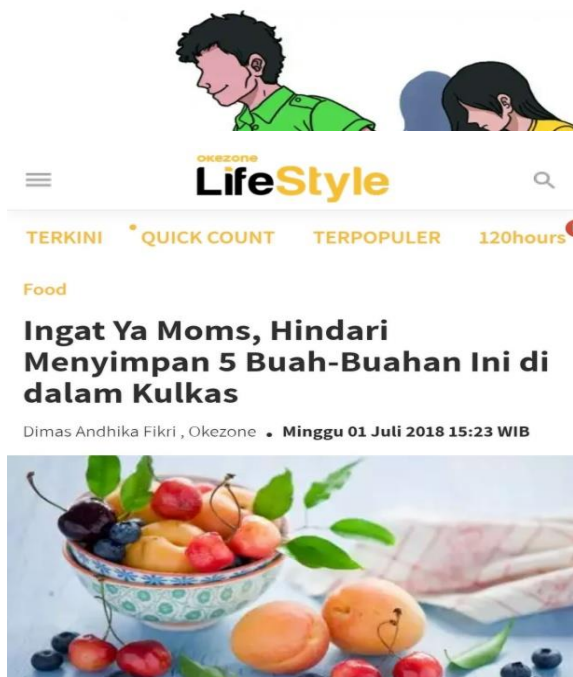 okezone
LifeStyle
TERKINI QUICK COUNT TERPOPULER 120hours
Food
Ingat Ya Moms, Hindari
Menyimpan 5 Buah-Buahan Ini di
dalam Kulkas
Dimas Andhika Fikri , Okezone • Minggu 01 Juli 2018 15:23 WIB